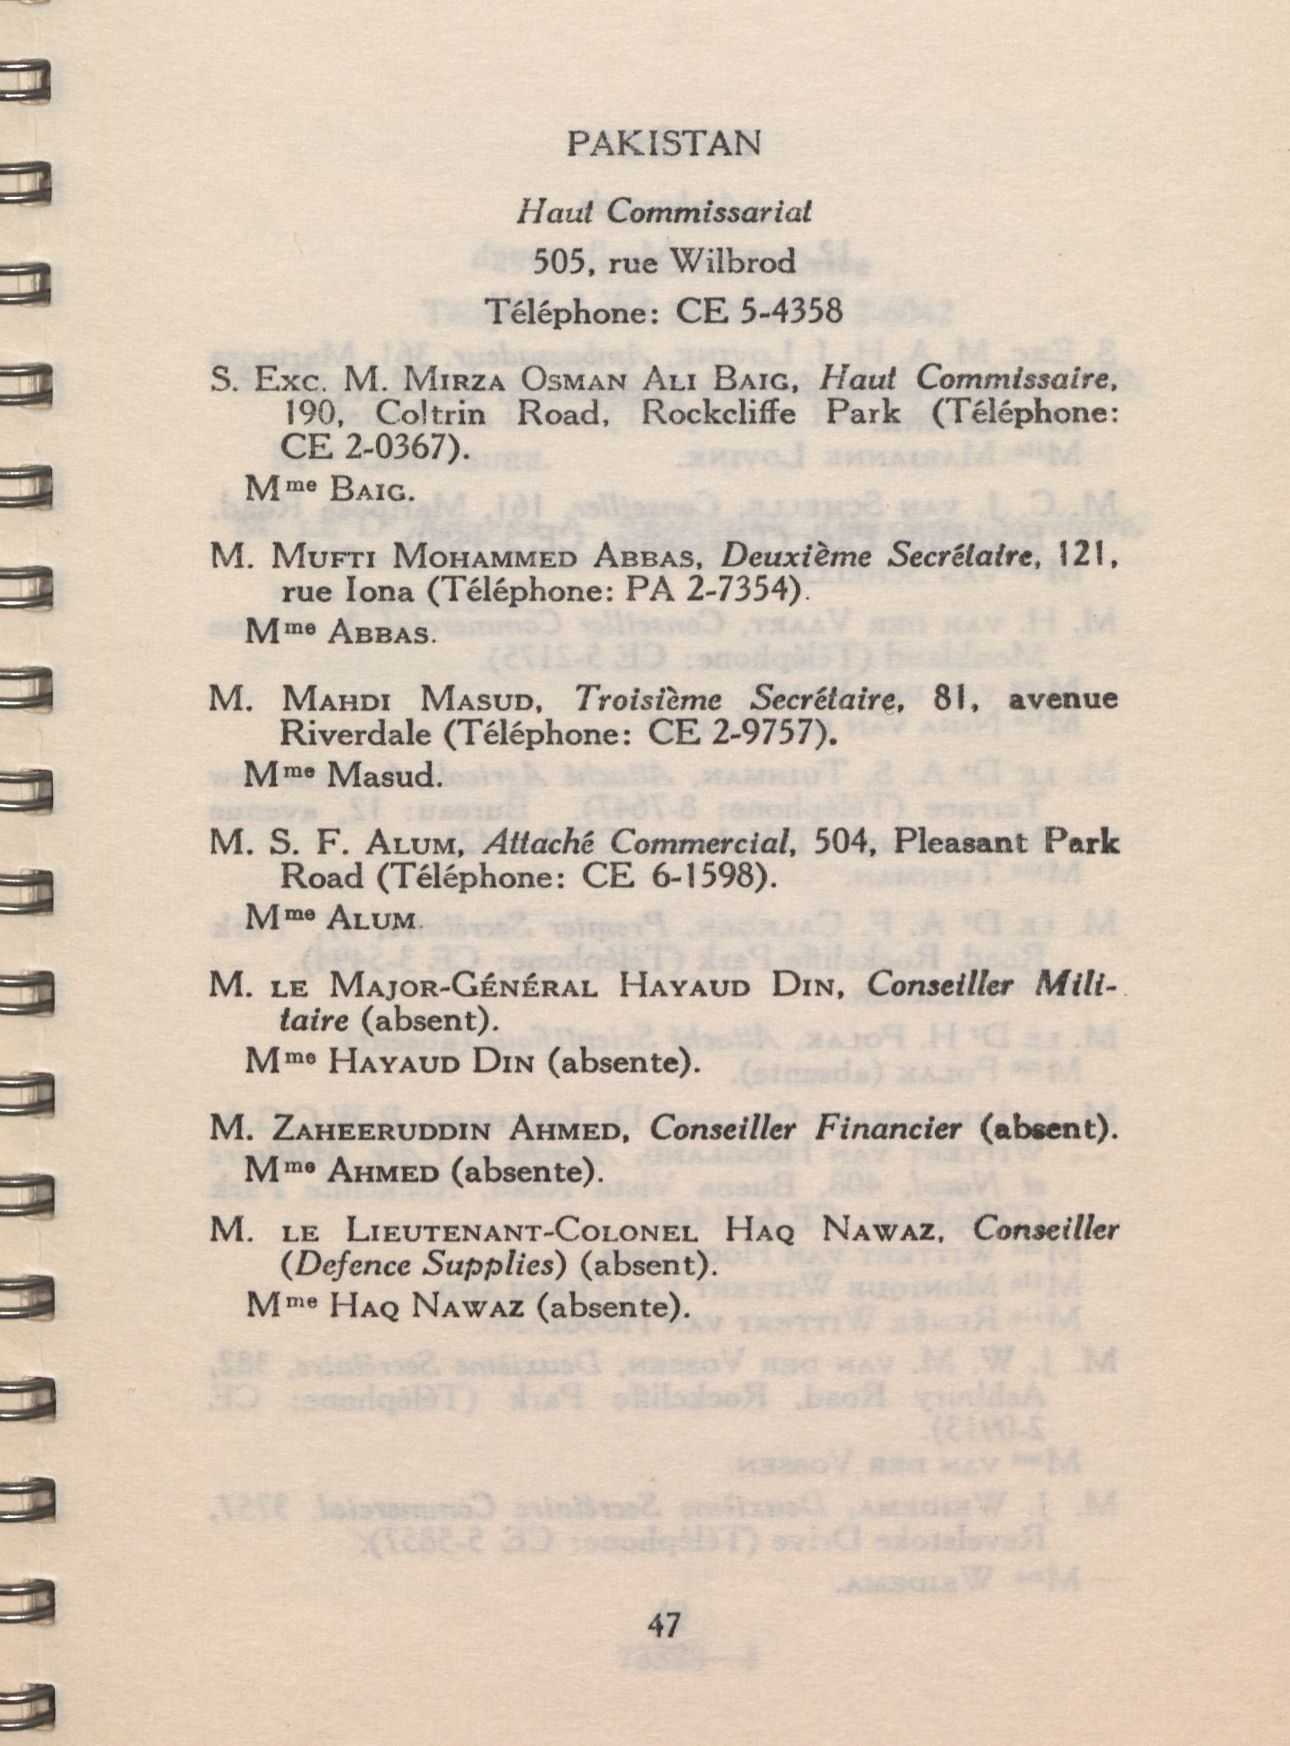 PAKISTAN
Haut Commissariat
505, rue Wilbrod
Téléphone: CE 5-4358
S. Exc. M. Mirza Osman Ali Baig, Haut Commissaire,
190, Coltrin Road, Rockcliffe Park (Téléphone:
CE 2-0367).
Mme Baig.
M. Mufti Mohammed Abbas, Deuxième Secrétaire, 121,
rue Iona (Téléphone: PA 2-7354).
Mme Abbas.
M. Mahdi Masud, Troisième Secrétaire, 81, avenue
Riverdale (Téléphone: CE 2-9757).
Mme Masud.
M. S. F. Alum, Attaché Commercial, 504, Pleasant Park
Road (Téléphone: CE 6-1598).
Mme Alum.
M. le Major-Général Hayaud Din, Conseiller Mili-
taire (absent).
Mme Hayaud Din (absente).
M. Zaheeruddin Ahmed, Conseiller Financier (absent).
Mme Ahmed (absente).
M. le Lieutenant-Colonel Haq Nawaz, Conseiller
(Defence Supplies) (absent).
Mme Haq Nawaz (absente).
47